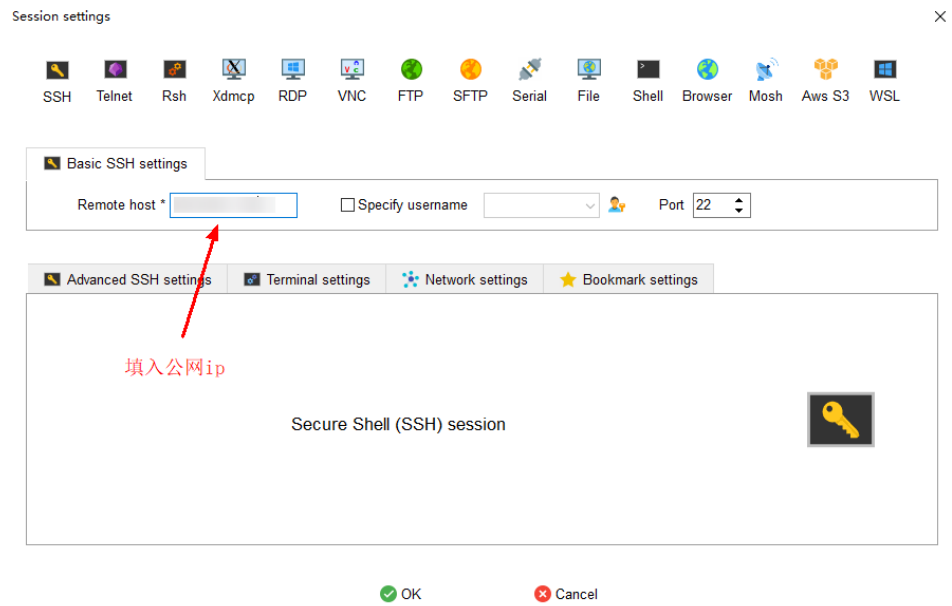 Session settings
SSH Telnet Rsh Xdmcp RDP VNC FTP SFTP Serial File Shell Browser Mosh Aws S3 WSL
Basic SSH settings
Remote host * Specify username Port 22
Advanced SSH settings Terminal settings Network settings Bookmark settings
填入公网ip
Secure Shell (SSH) session
OK Cancel